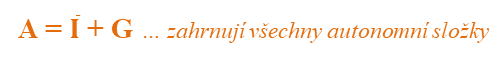 A = Ī + G ... zahrnují všechny autonomní složky